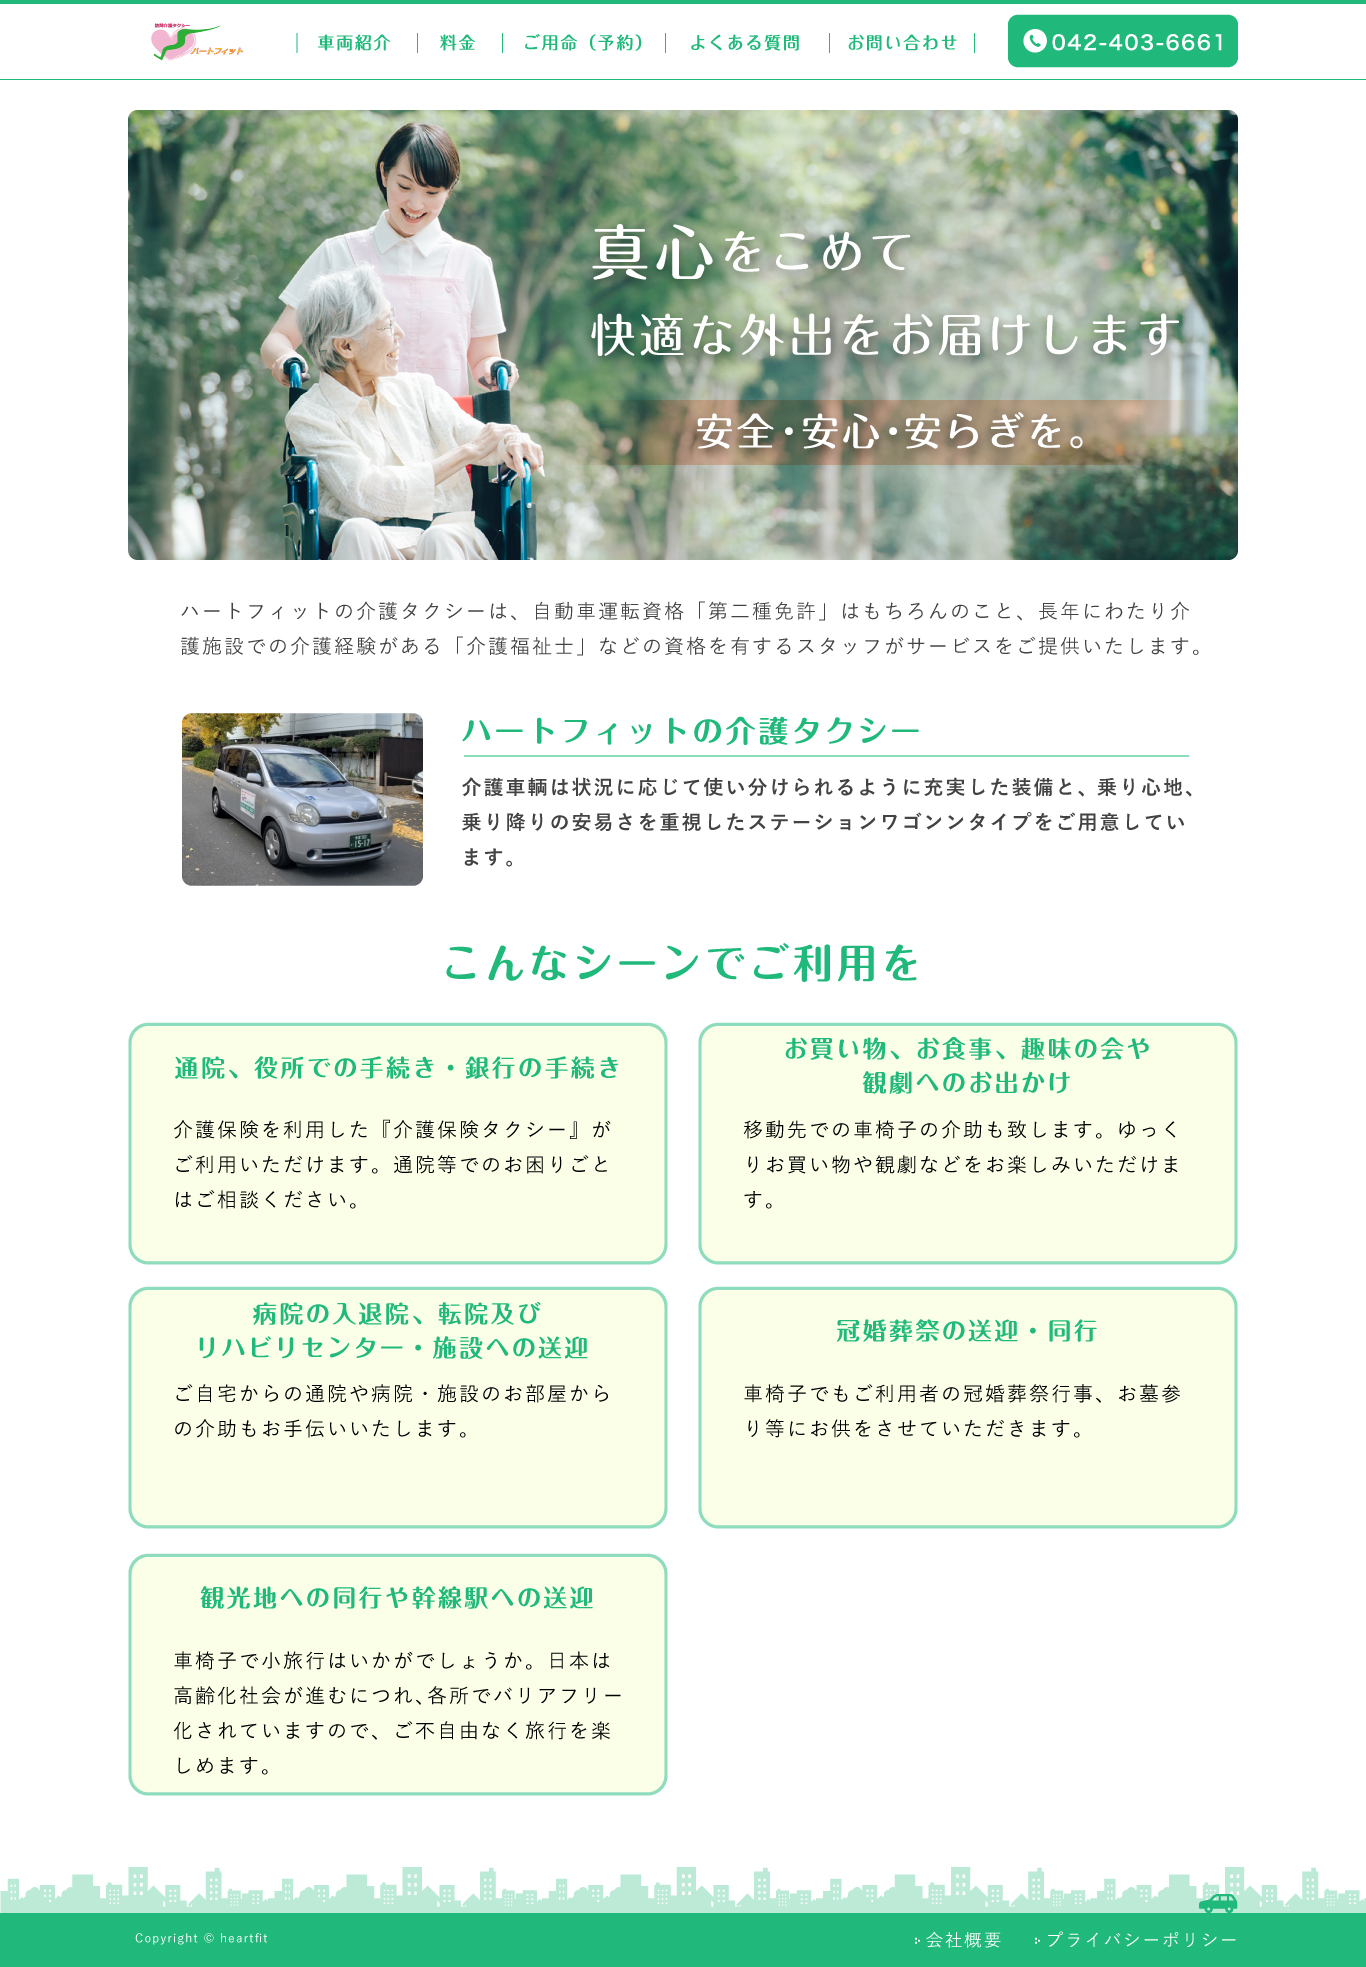 訪問介護タクシー
ハートフィット
車両紹介
料金
ご用命（予約）
よくある質問
お問い合わせ
042-403-6661
真心をこめて
快適な外出をお届けします
安全・安心・安らぎを。
ハートフィットの介護タクシーは、自動車運転資格「第二種免許」はもちろんのこと、長年にわたり介
護施設での介護経験がある「介護福祉士」などの資格を有するスタッフがサービスをご提供いたします。
15-17
ハートフィットの介護タクシー
介護車輌は状況に応じて使い分けられるように充実した装備と、乗り心地、
乗り降りの安易さを重視したステーションワゴンンタイプをご用意してい
ます。
こんなシーンでご利用を
通院、役所での手続き・銀行の手続き
介護保険を利用した『介護保険タクシー』が
ご利用いただけます。通院等でのお困りごと
はご相談ください。
お買い物、お食事、趣味の会や
観劇へのお出かけ
移動先での車椅子の介助も致します。ゆっく
りお買い物や観劇などをお楽しみいただけま
す。
病院の入退院、転院及び
リハビリセンター・施設への送迎
ご自宅からの通院や病院・施設のお部屋から
の介助もお手伝いいたします。
冠婚葬祭の送迎・同行
車椅子でもご利用者の冠婚葬祭行事、お墓参
り等にお供をさせていただきます。
観光地への同行や幹線駅への送迎
車椅子で小旅行はいかがでしょうか。日本は
高齢化社会が進むにつれ、各所でバリアフリー
化されていますので、ご不自由なく旅行を楽
しめます。
Copyright © heartfit
会社概要
プライバシーポリシー